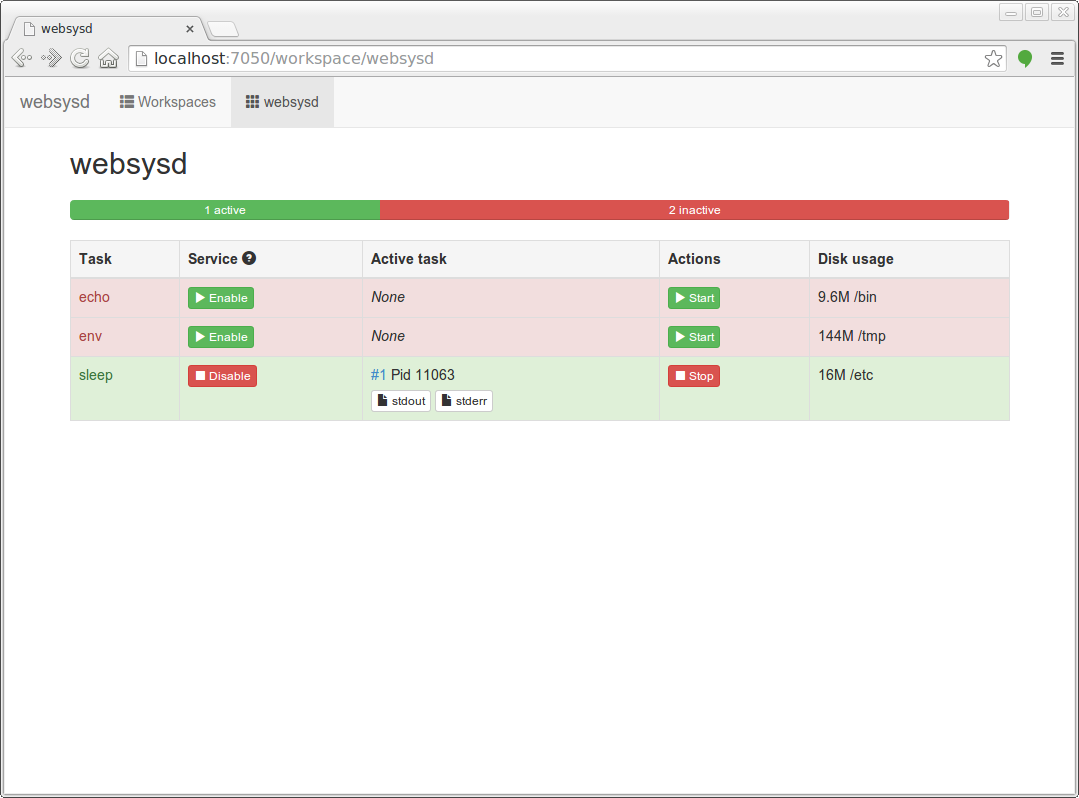 websysd
localhost:7050/workspace/websysd
websysd Workspaces websysd
websysd
1 active 2 inactive
Task Service Active task Actions Disk usage
echo Enable None Start 9.6M /bin
env Enable None Start 144M /tmp
sleep Disable #1 Pid 11063 Stop 16M /etc
stdout stderr